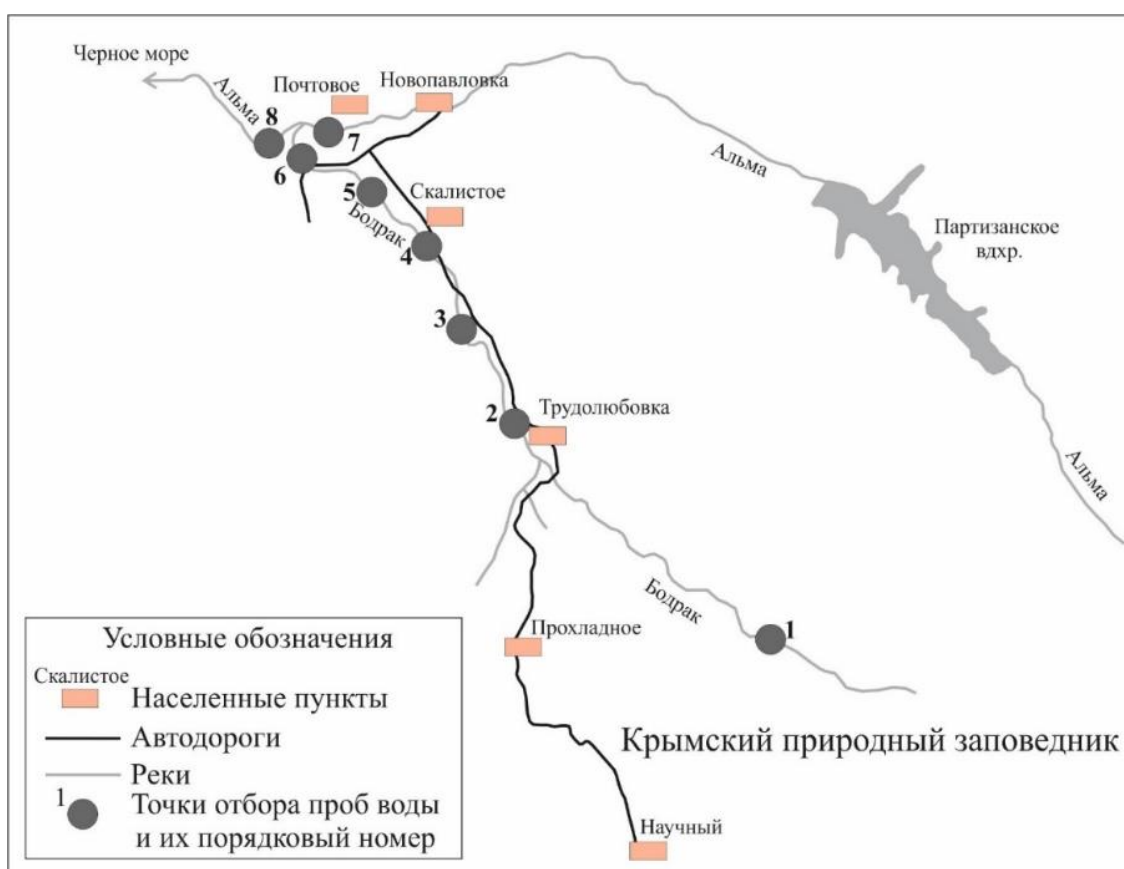 Черное море
Альма
8
Почтовое
Новопавловка
7
6
5
Бодрак
Скалистое
4
Альма
Партизанское
вдхр.
3
2
Трудолюбовка
Альма
Бодрак
1
Прохладное
Крымский природный заповедник
Научный
Условные обозначения
Скалистое
Населенные пункты
Автодороги
Реки
1
Точки отбора проб воды
и их порядковый номер